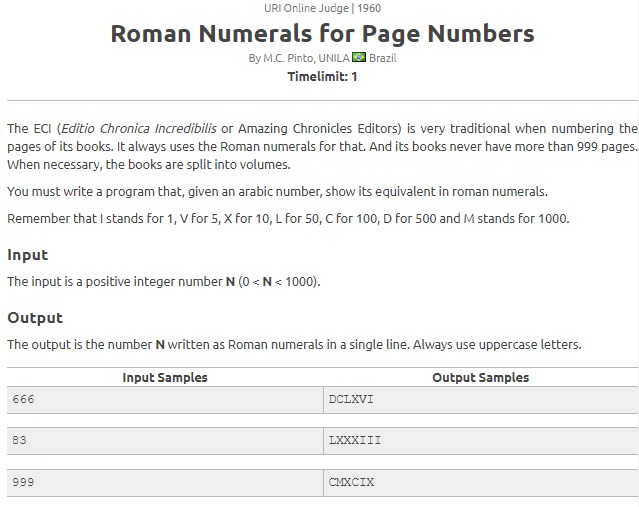 URI Online Judge | 1960
Roman Numerals for Page Numbers
By M.C. Pinto, UNILA Brazil
Timelimit: 1
The ECI (Editio Chronica Incredibilis or Amazing Chronicles Editors) is very traditional when numbering the
pages of its books. It always uses the Roman numerals for that. And its books never have more than 999 pages.
When necessary, the books are split into volumes.
You must write a program that, given an arabic number, show its equivalent in roman numerals.
Remember that I stands for 1, V for 5, X for 10, L for 50, C for 100, D for 500 and M stands for 1000.
Input
The input is a positive integer number N (0 < N < 1000).
Output
The output is the number N written as Roman numerals in a single line. Always use uppercase letters.
Input Samples Output Samples
666 DCLXVI
83 LXXXIII
999 CMXCIX